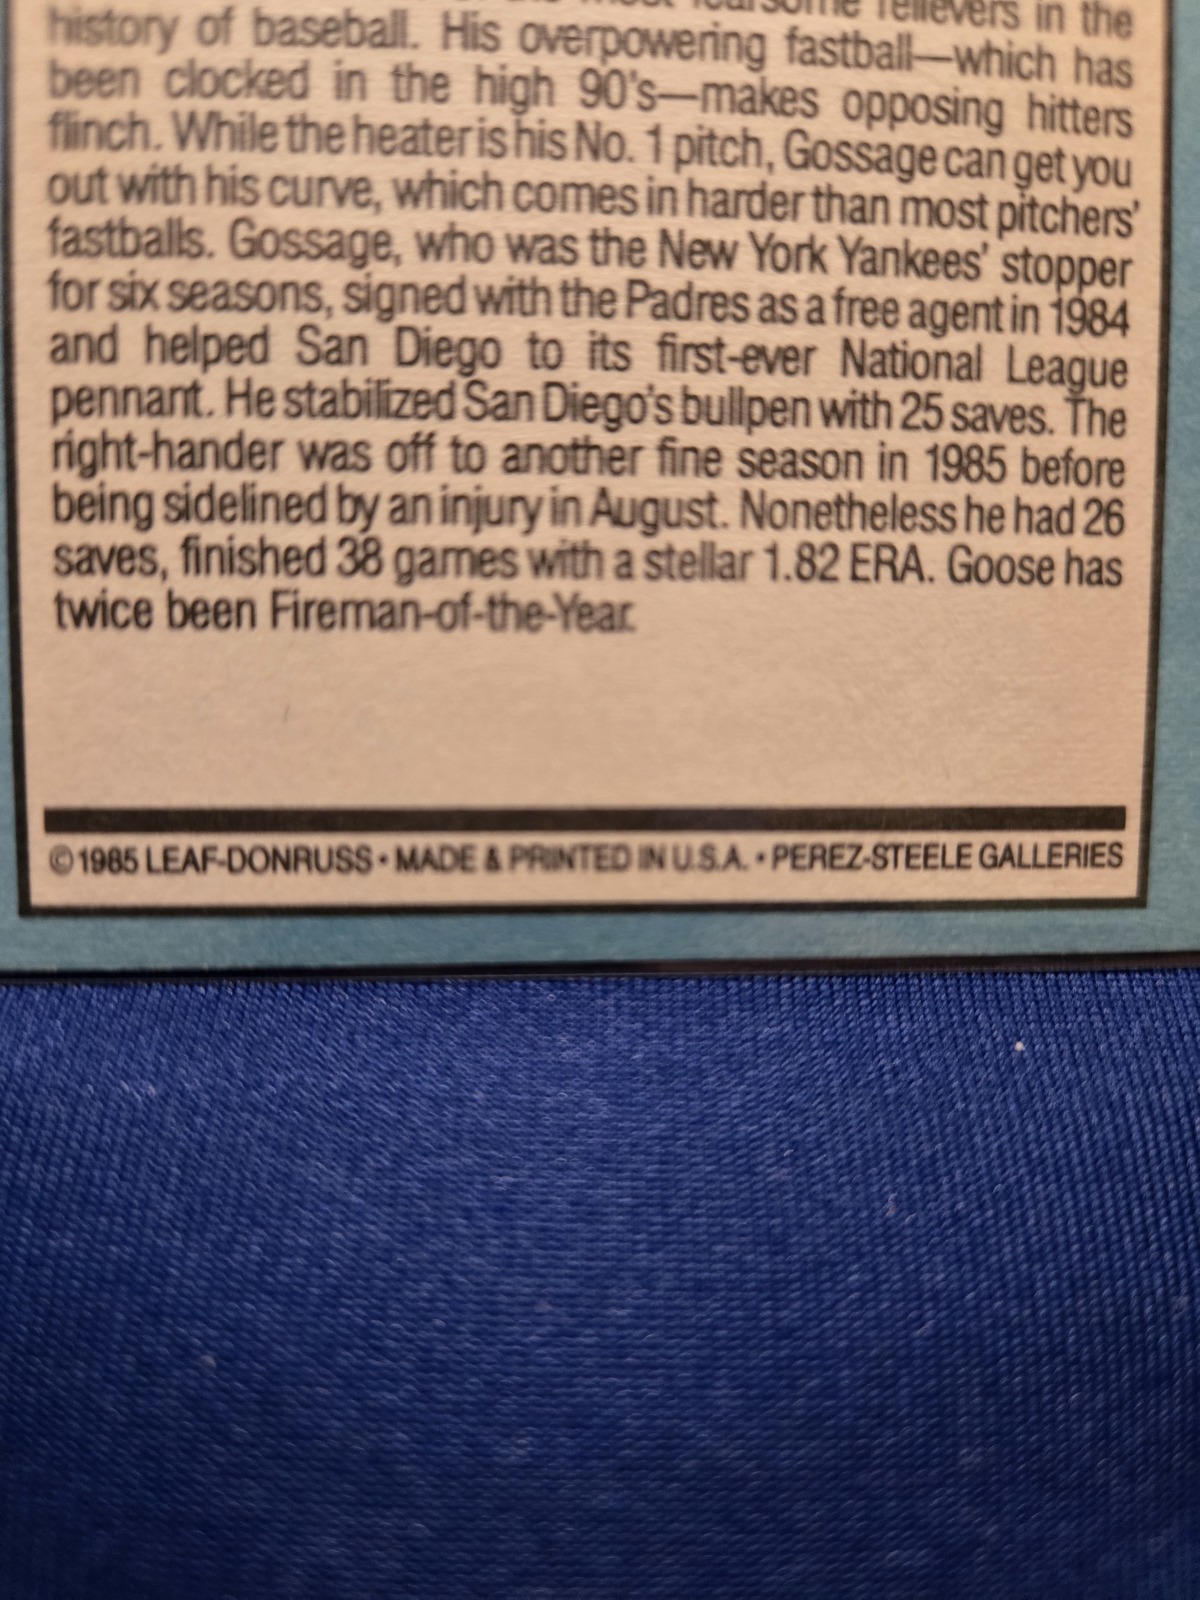 the most fearsome relievers in the
history of baseball. His overpowering fastball—which has
been clocked in the high 90's—makes opposing hitters
flinch. While the heater is his No. 1 pitch, Gossage can get you
out with his curve, which comes in harder than most pitchers'
fastballs. Gossage, who was the New York Yankees' stopper
for six seasons, signed with the Padres as a free agent in 1984
and helped San Diego to its first-ever National League
pennant. He stabilized San Diego's bullpen with 25 saves. The
right-hander was off to another fine season in 1985 before
being sidelined by an injury in August. Nonetheless he had 26
saves, finished 38 games with a stellar 1.82 ERA. Goose has
twice been Fireman-of-the-Year.
©1985 LEAF-DONRUSS • MADE & PRINTED IN U.S.A. • PEREZ-STEELE GALLERIES